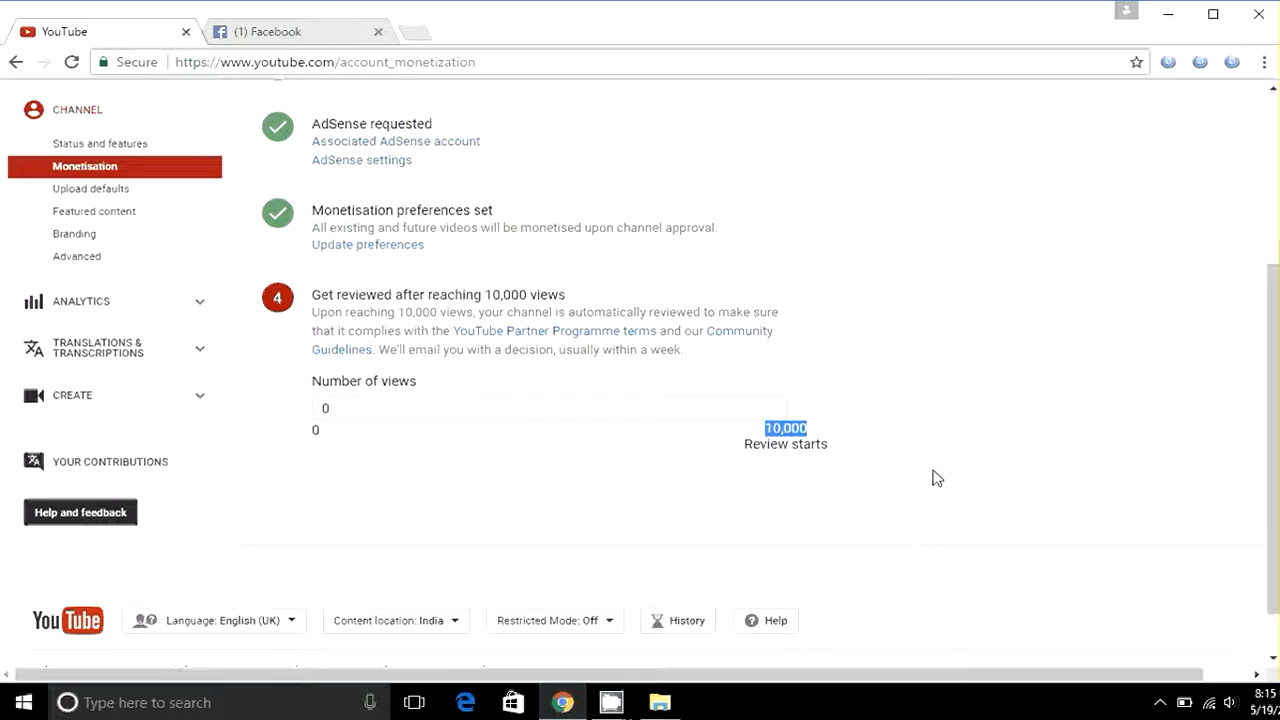 YouTube
(1) Facebook
Secure
https://www.youtube.com/account_monetization
CHANNEL
Status and features
Monetisation
Upload defaults
Featured content
Branding
Advanced
ANALYTICS
TRANSLATIONS &
TRANSCRIPTIONS
CREATE
YOUR CONTRIBUTIONS
Help and feedback
AdSense requested
Associated AdSense account
AdSense settings
Monetisation preferences set
All existing and future videos will be monetised upon channel approval.
Update preferences
4
Get reviewed after reaching 10,000 views
Upon reaching 10,000 views, your channel is automatically reviewed to make sure
that it complies with the YouTube Partner Programme terms and our Community
Guidelines. We'll email you with a decision, usually within a week.
Number of views
0
0
10,000
Review starts
YouTube
Language: English (UK)
Content location: India
Restricted Mode: Off
History
Help
Type here to search
8:15
5/19/2